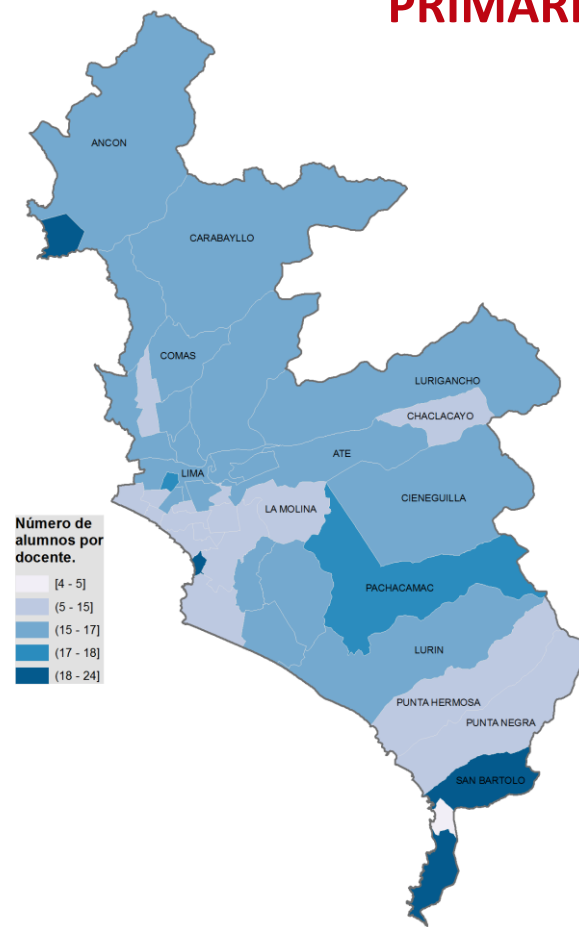 PRIMARI
ANCON
CARABAYLLO
COMAS
LURIGANCHO
CHACLACAYO
ATE
LIMA
CIENEGUILLA
LA MOLINA
Número de
alumnos por
docente.
[4 - 5]
(5 - 15]
(15 - 17]
(17 - 18]
(18 - 24]
PACHACAMAC
LURIN
PUNTA HERMOSA
PUNTA NEGRA
SAN BARTOLO